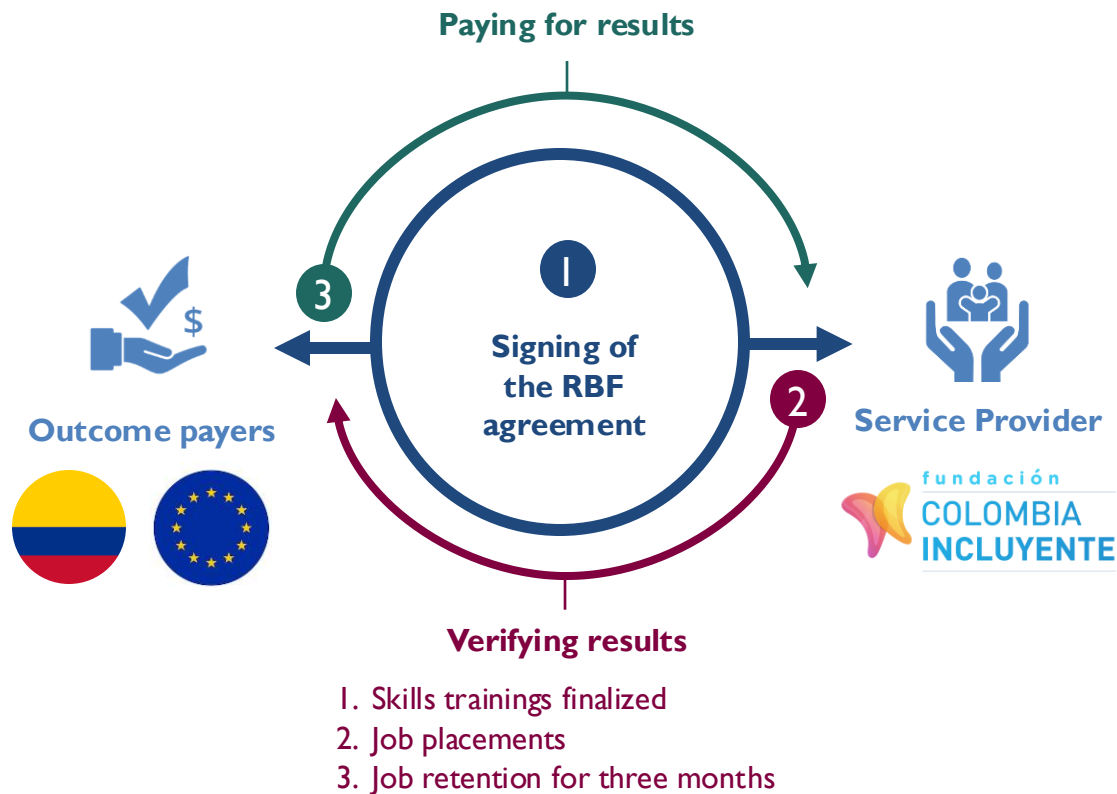 Paying for results
1
3
$
Signing of
the RBF
agreement
2
Outcome payers
Service Provider
fundación
COLOMBIA
INCLUYENTE
Verifying results
1. Skills trainings finalized
2. Job placements
3. Job retention for three months